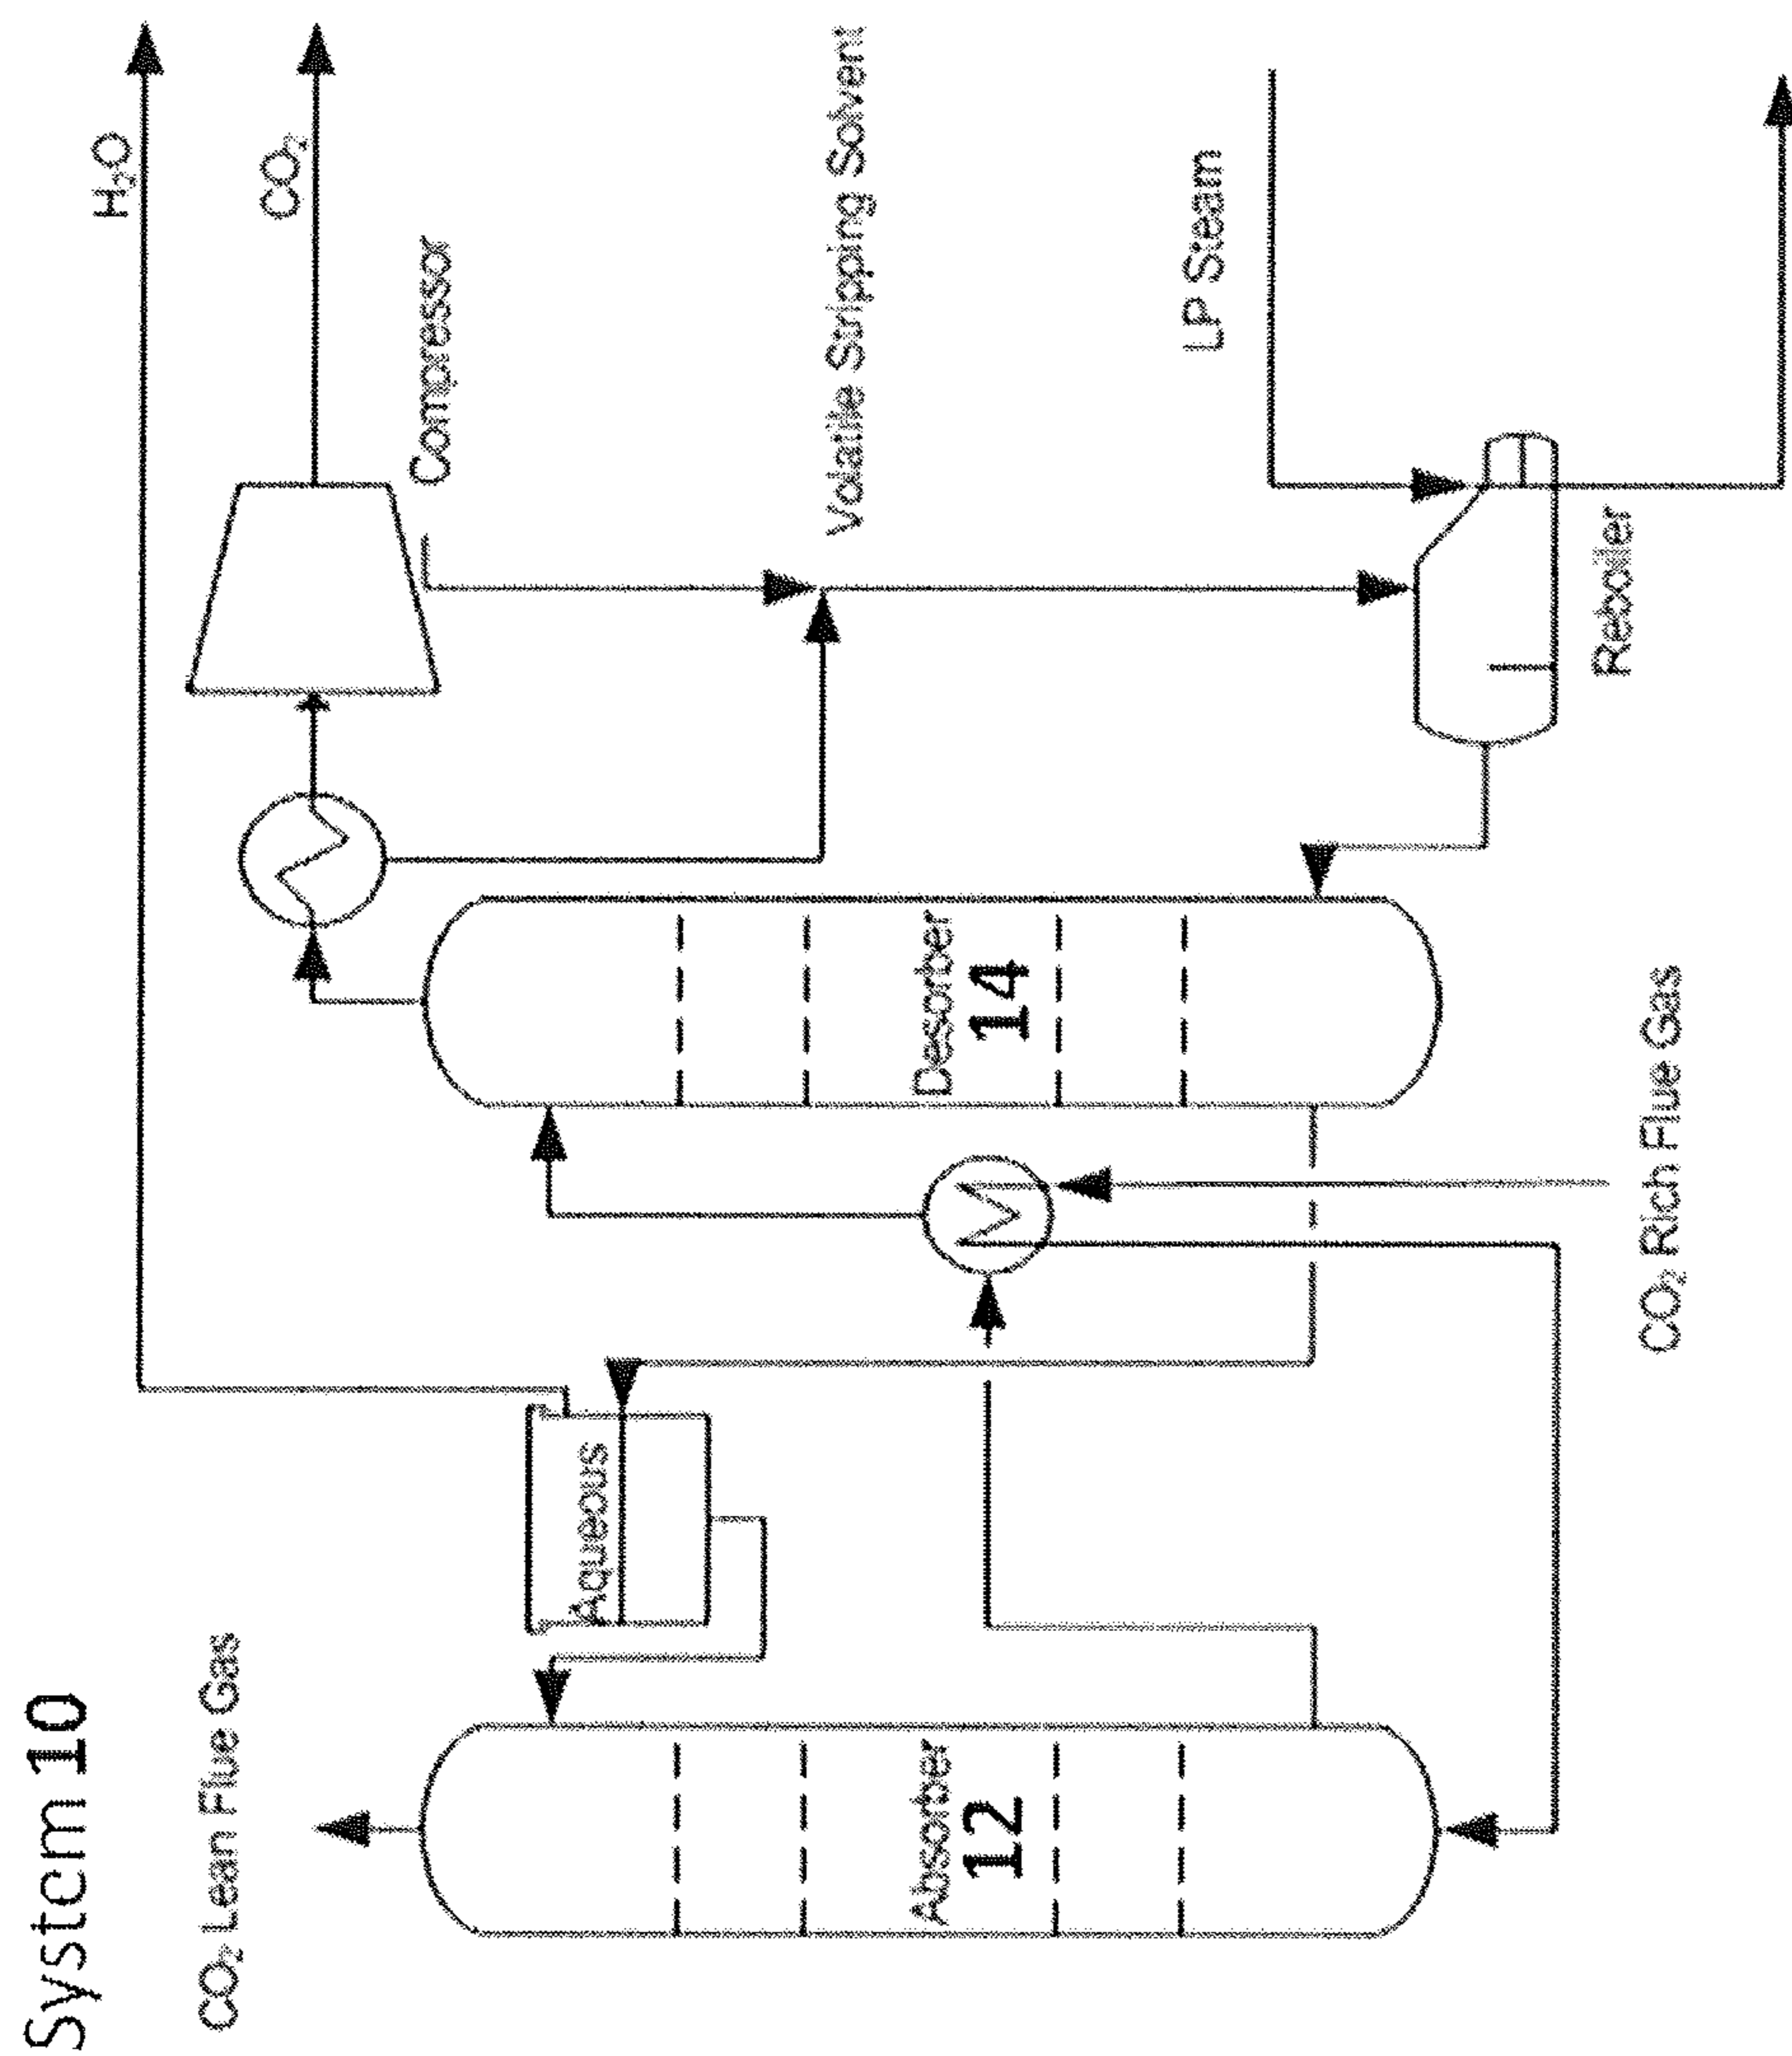 System 10
CO₂ Lean Flue Gas
H₂O
CO₂
Compressor
Aqueous
Volatile Stripping Solvent
Absorber
12
Desorber
14
LP Steam
Reboiler
CO₂ Rich Flue Gas